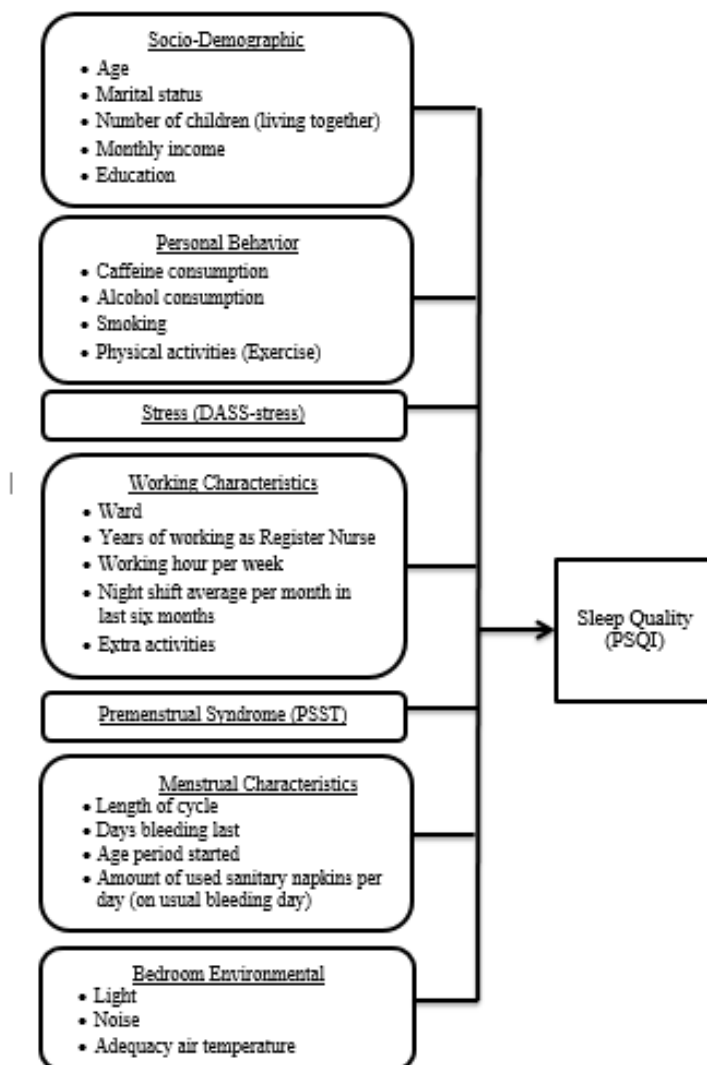 Socio-Demographic
• Age
• Marital status
• Number of children (living together)
• Monthly income
• Education
Personal Behavior
• Caffeine consumption
• Alcohol consumption
• Smoking
• Physical activities (Exercise)
Stress (DASS-stress)
Working Characteristics
• Ward
• Years of working as Register Nurse
• Working hour per week
• Night shift average per month in
last six months
• Extra activities
Premenstrual Syndrome (PSST)
Menstrual Characteristics
• Length of cycle
• Days bleeding last
• Age period started
• Amount of used sanitary napkins per
day (on usual bleeding day)
Bedroom Environmental
• Light
• Noise
• Adequacy air temperature
Sleep Quality
(PSQI)